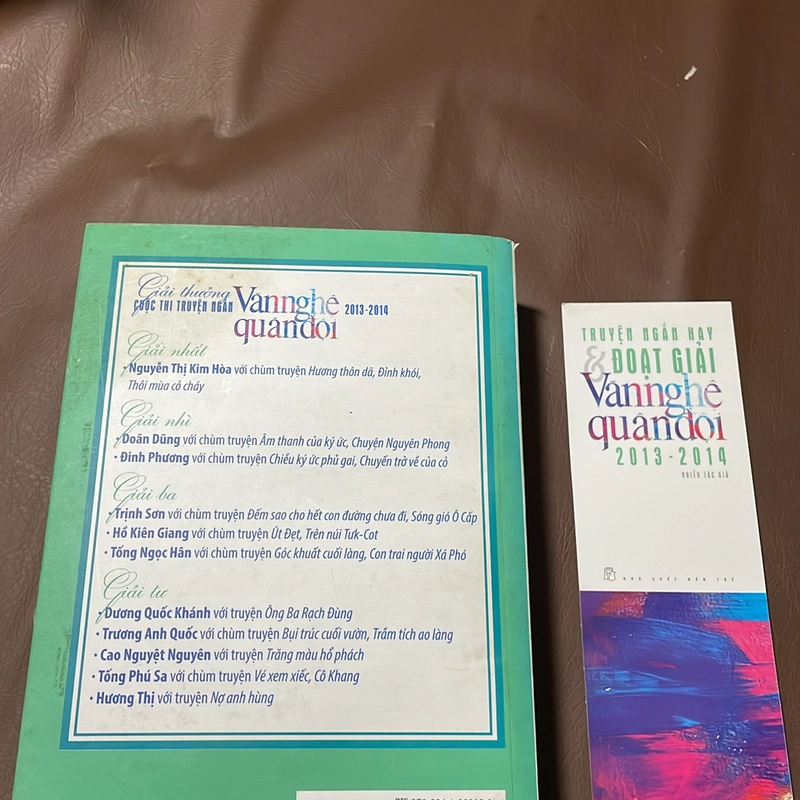 Giải thưởng
CUỘC THI TRUYỆN NGẮN Văn nghệ quân đội 2013-2014
Giải nhất
• Nguyễn Thị Kim Hòa với chùm truyện Hương thôn dã, Đỉnh khói,
Thôi mùa cỏ cháy
Giải nhì
• Doãn Dũng với chùm truyện Âm thanh của ký ức, Chuyện Nguyên Phong
• Đinh Phương với chùm truyện Chiều ký ức phủ gai, Chuyến trở về của cỏ
Giải ba
• Trịnh Sơn với chùm truyện Đếm sao cho hết con đường chưa đi, Sóng gió Ô Cấp
• Hồ Kiên Giang với chùm truyện Út Đẹt, Trên núi Tưk-Cot
• Tống Ngọc Hân với chùm truyện Góc khuất cuối làng, Con trai người Xá Phó
Giải tư
• Dương Quốc Khánh với truyện Ông Ba Rạch Đùng
• Trương Anh Quốc với chùm truyện Bụi trúc cuối vườn, Trầm tích ao làng
• Cao Nguyệt Nguyên với truyện Trăng màu hổ phách
• Tống Phú Sa với chùm truyện Vé xem xiếc, Cô Khang
• Hương Thị với truyện Nợ anh hùng
TRUYỆN NGẮN HAY
& ĐOẠT GIẢI
Văn nghệ
quân đội
2013-2014
NHIỀU TÁC GIẢ
NHÀ XUẤT BẢN TRẺ